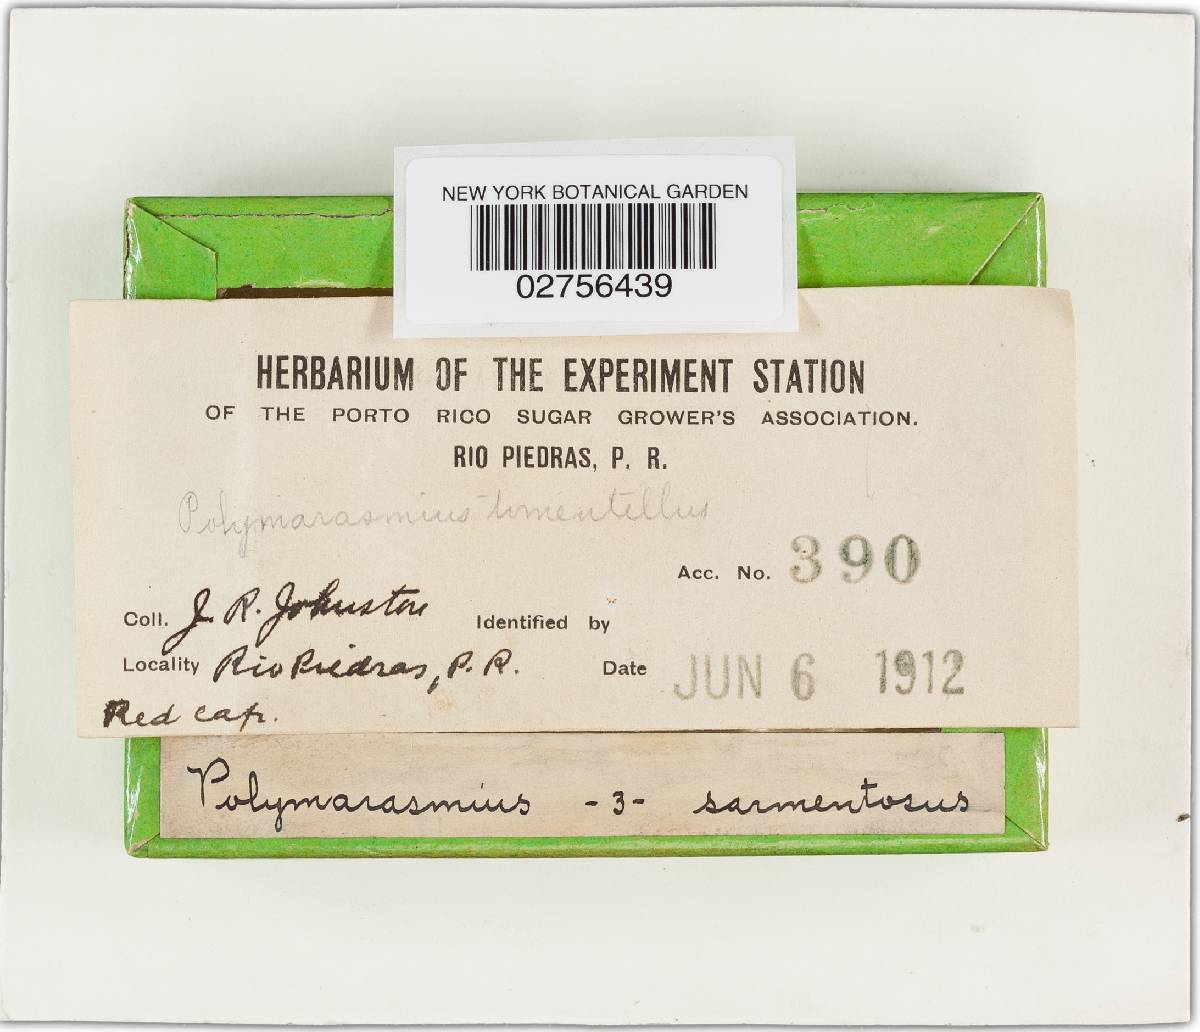 NEW YORK BOTANICAL GARDEN
02756439
HERBARIUM OF THE EXPERIMENT STATION
OF THE PORTO RICO SUGAR GROWER'S ASSOCIATION.
RIO PIEDRAS, P. R.
Polymarasmius tomentellus
Acc. No. 390
Coll. J. R. Johnston Identified by
Locality Rio Piedras, P. R. Date JUN 6 1912
Red cap.
Polymarasmius -3- sarmentosus